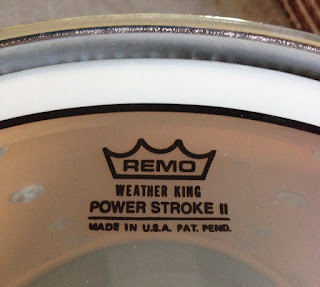 REMO
WEATHER KING
POWER STROKE II
MADE IN U.S.A. PAT. PEND.